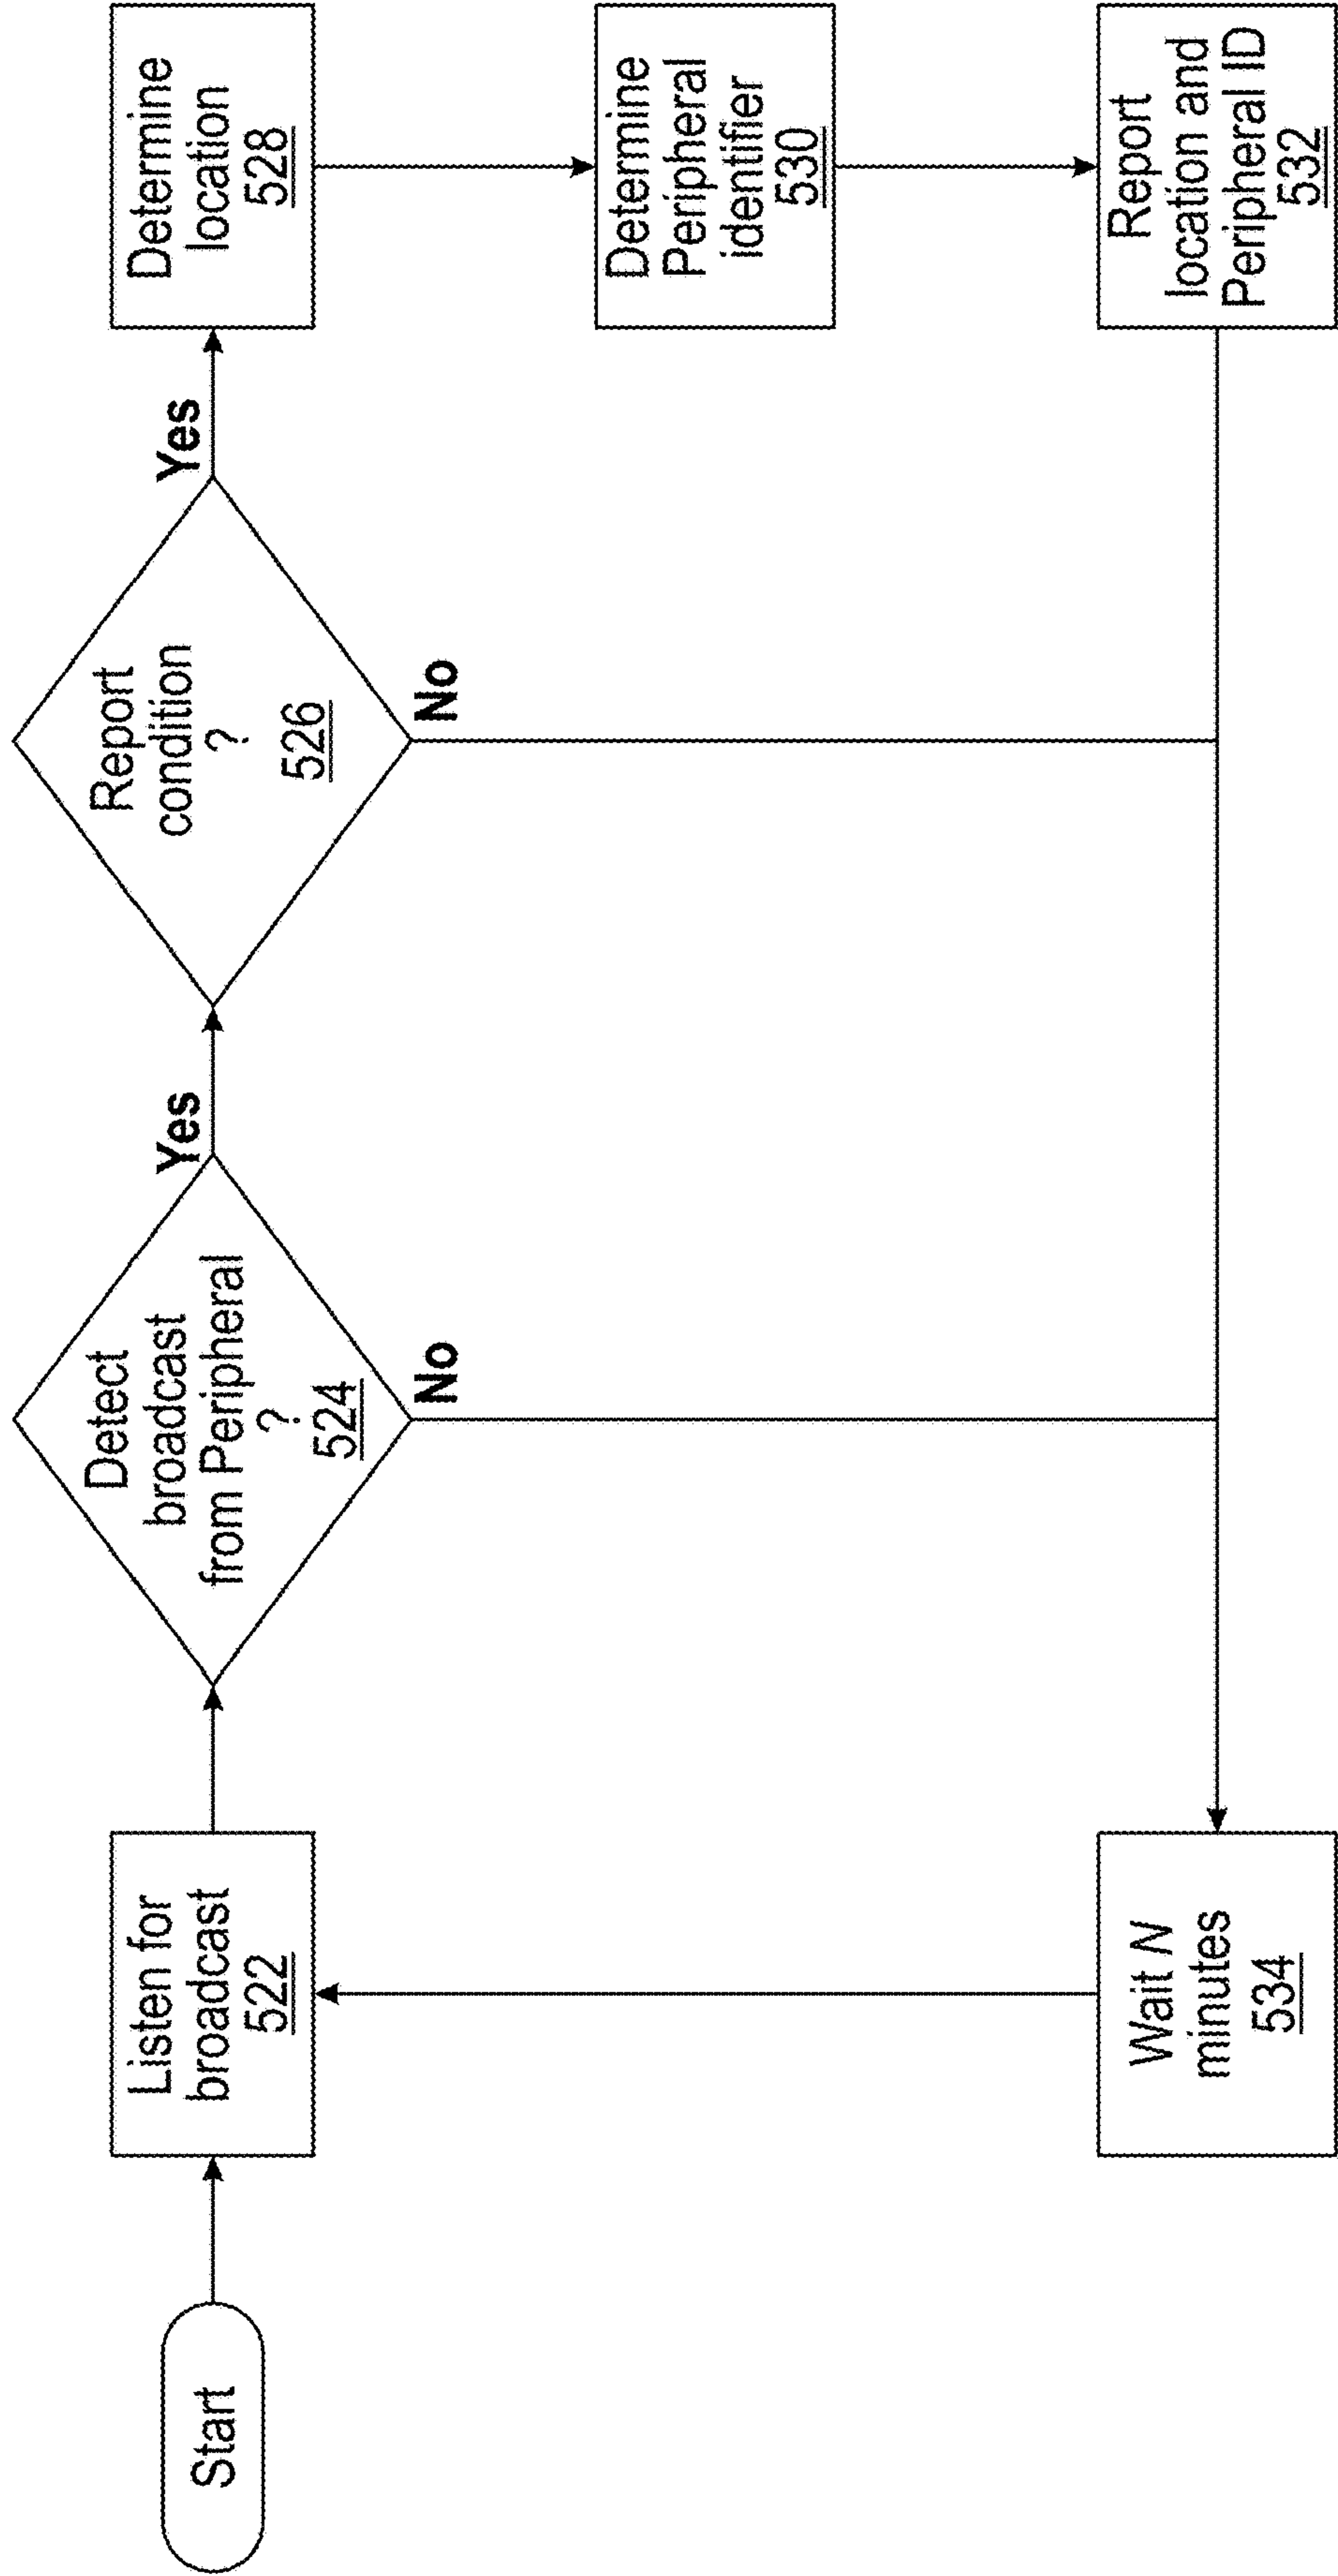 Start
Listen for
broadcast
522
Detect
broadcast
from Peripheral
?
524
Yes
No
Report
condition
?
526
Yes
No
Determine
location
528
Determine
Peripheral
identifier
530
Report
location and
Peripheral ID
532
Wait N
minutes
534